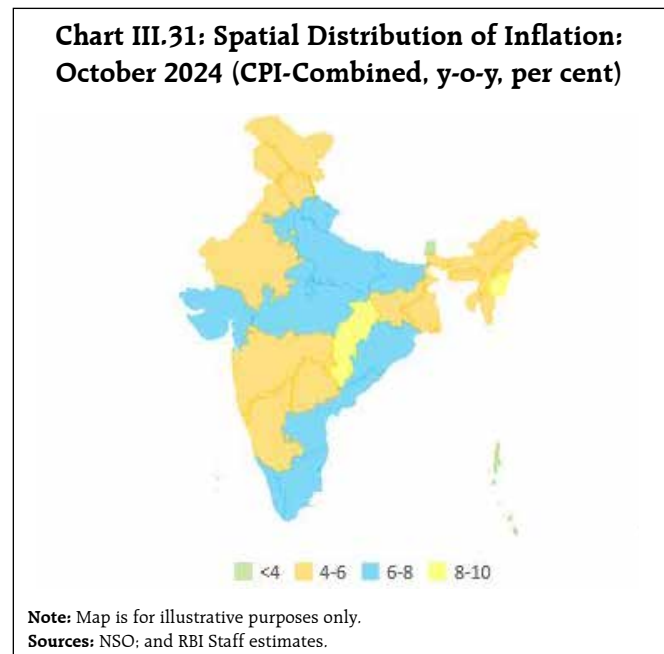 Chart III.31: Spatial Distribution of Inflation:
October 2024 (CPI-Combined, y-o-y, per cent)
<4 4-6 6-8 8-10
Note: Map is for illustrative purposes only.
Sources: NSO; and RBI Staff estimates.